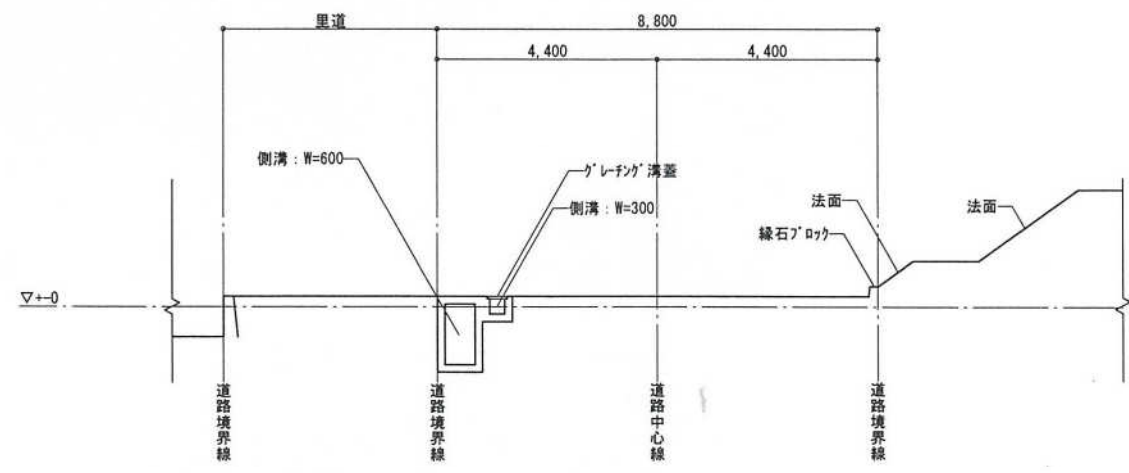 里道
8,800
4,400
4,400
側溝：W=600
グレーチング溝蓋
側溝：W=300
法面
法面
縁石ブロック
▽+-0
道路境界線
道路境界線
道路中心線
道路境界線